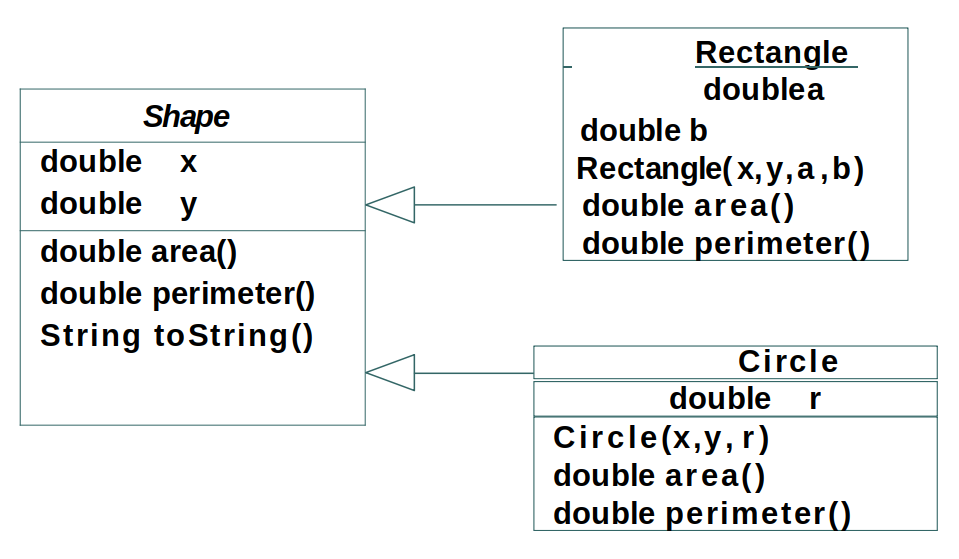 Shape
double x
double y
double area()
double perimeter()
String toString()
Rectangle
doublea
double b
Rectangle(x,y,a,b)
double area()
double perimeter()
Circle
double r
Circle(x,y,r)
double area()
double perimeter()